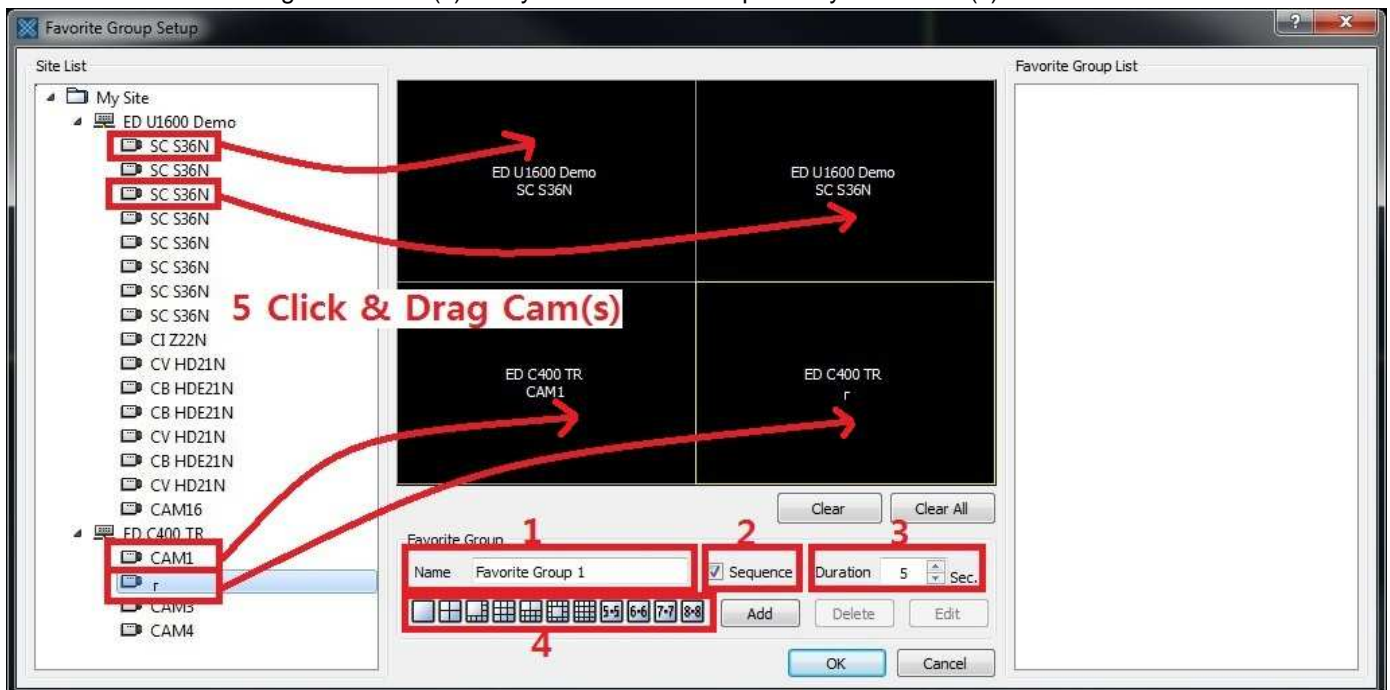 Favorite Group Setup
Site List
My Site
ED U1600 Demo
SC S36N
SC S36N
SC S36N
SC S36N
SC S36N
SC S36N
SC S36N
SC S36N
CI Z22N
CV HD21N
CB HDE21N
CB HDE21N
CV HD21N
CB HDE21N
CV HD21N
CAM16
ED C400 TR
CAM1
r
CAM3
CAM4
ED U1600 Demo
SC S36N
ED U1600 Demo
SC S36N
5 Click & Drag Cam(s)
ED C400 TR
CAM1
ED C400 TR
r
Clear
Clear All
Favorite Group
1
2
3
Name Favorite Group 1
Sequence
Duration 5 Sec.
5×5 6×6 7×7 8×8
Add
Delete
Edit
4
OK
Cancel
Favorite Group List